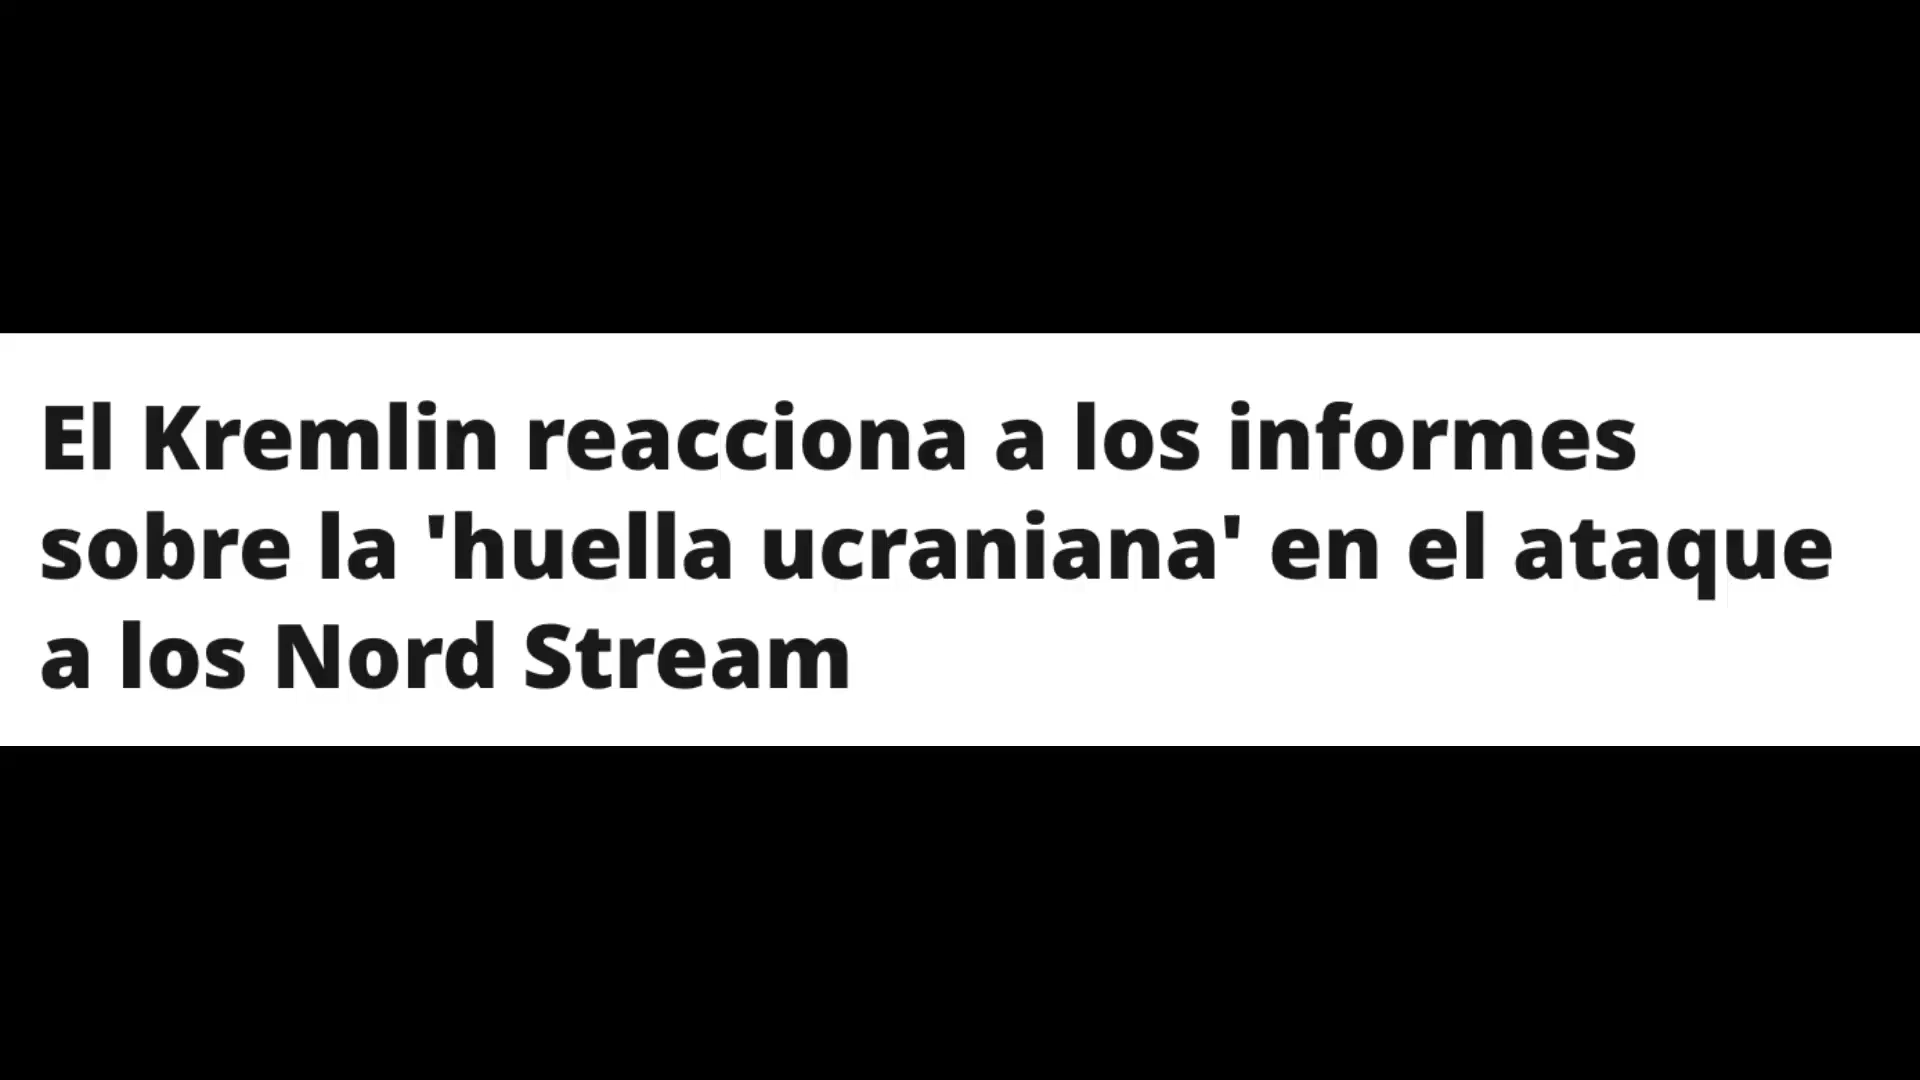 El Kremlin reacciona a los informes
sobre la 'huella ucraniana' en el ataque
a los Nord Stream